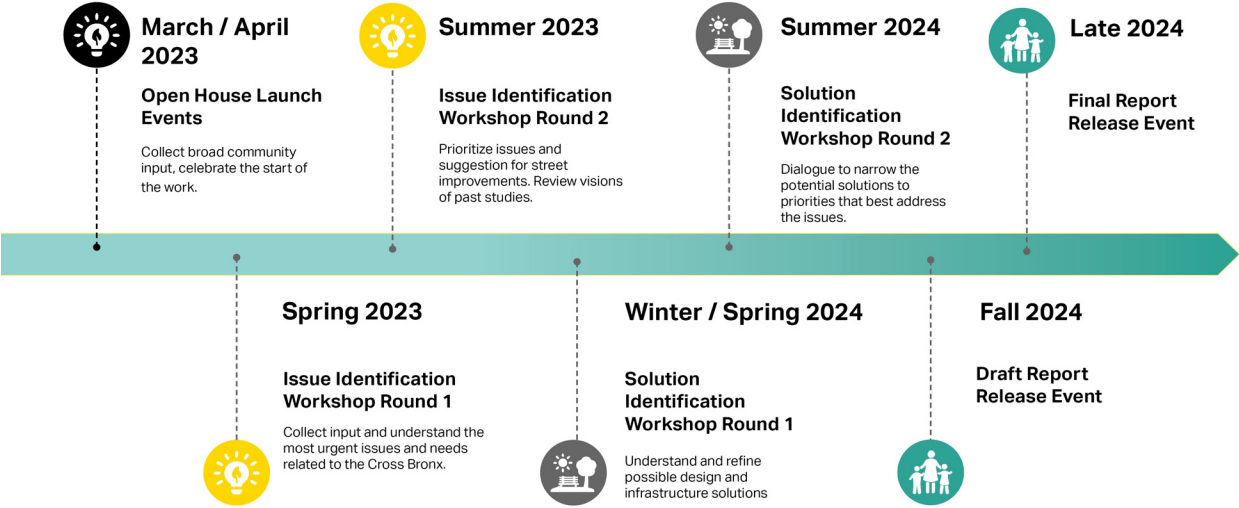 March / April
2023
Open House Launch
Events
Collect broad community
input, celebrate the start of
the work.
Spring 2023
Issue Identification
Workshop Round 1
Collect input and understand the
most urgent issues and needs
related to the Cross Bronx.
Summer 2023
Issue Identification
Workshop Round 2
Prioritize issues and
suggestion for street
improvements. Review visions
of past studies.
Winter / Spring 2024
Solution
Identification
Workshop Round 1
Understand and refine
possible design and
infrastructure solutions
Summer 2024
Solution
Identification
Workshop Round 2
Dialogue to narrow the
potential solutions to
priorities that best address
the issues.
Fall 2024
Draft Report
Release Event
Late 2024
Final Report
Release Event